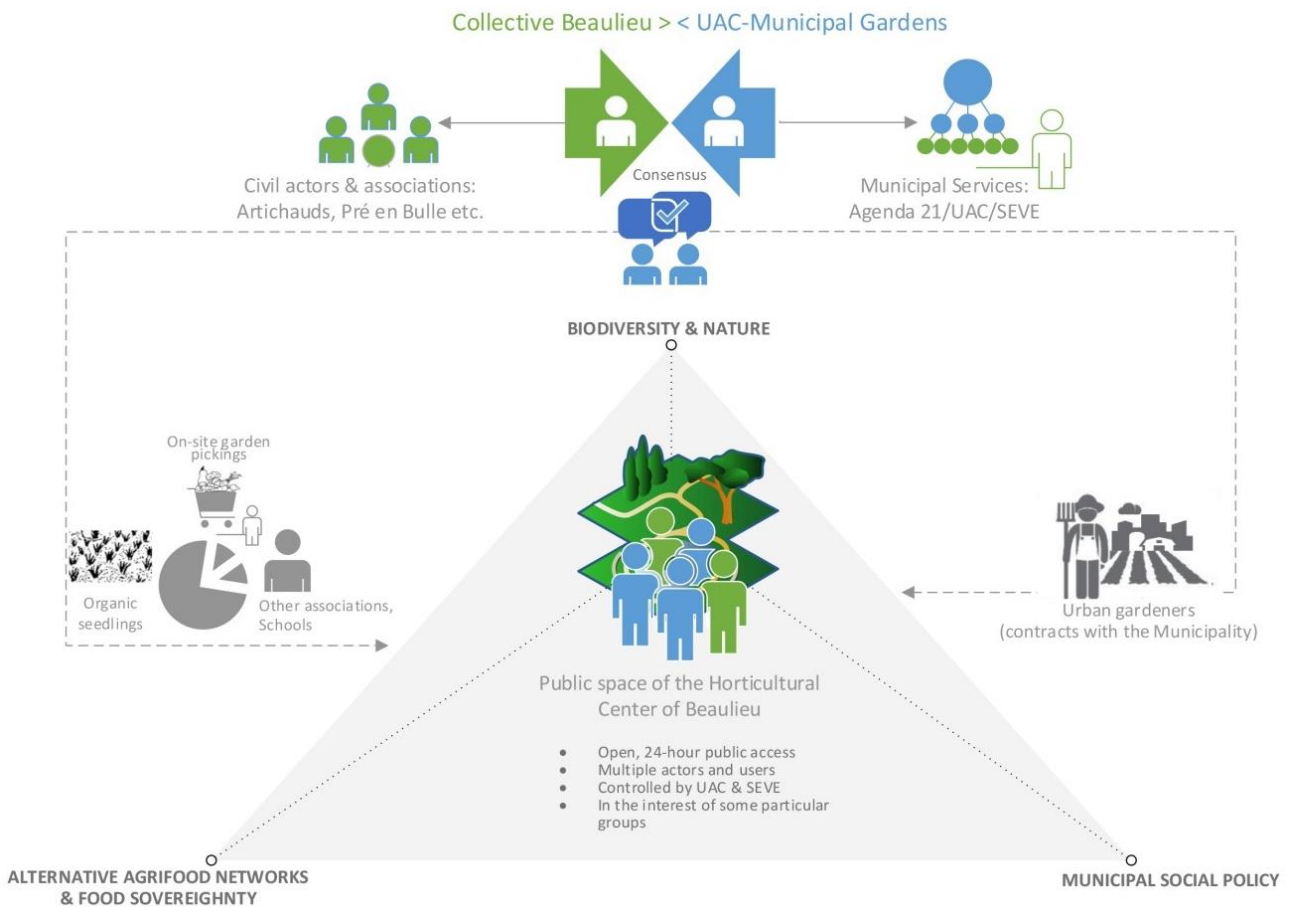 Collective Beaulieu > < UAC-Municipal Gardens
Consensus
Civil actors & associations:
Artichauds, Pré en Bulle etc.
Municipal Services:
Agenda 21/UAC/SEVE
BIODIVERSITY & NATURE
On-site garden
pickings
Organic
seedlings
Other associations,
Schools
Urban gardeners
(contracts with the Municipality)
Public space of the Horticultural
Center of Beaulieu
• Open, 24-hour public access
• Multiple actors and users
• Controlled by UAC & SEVE
• In the interest of some particular
groups
ALTERNATIVE AGRIFOOD NETWORKS
& FOOD SOVEREIGHNTY
MUNICIPAL SOCIAL POLICY